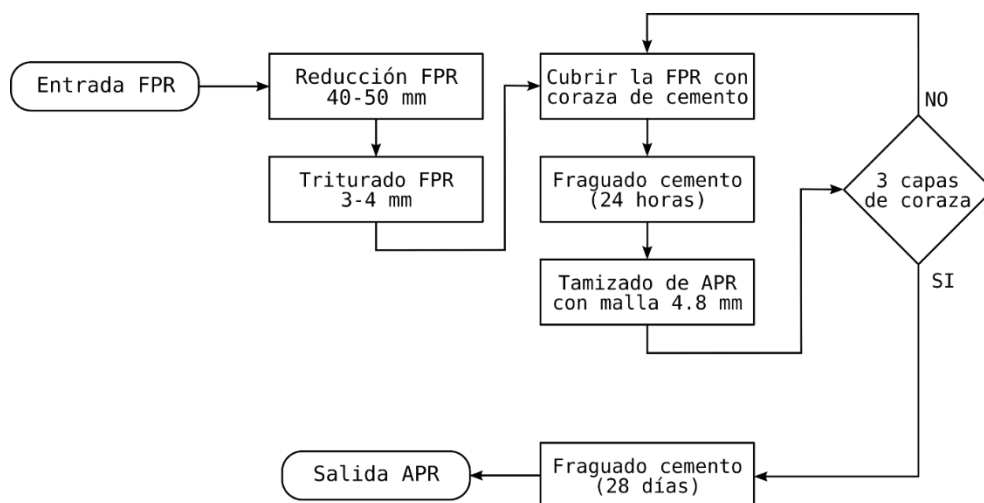 Entrada FPR
Reducción FPR
40-50 mm
Triturado FPR
3-4 mm
Cubrir la FPR con
coraza de cemento
Fraguado cemento
(24 horas)
Tamizado de APR
con malla 4.8 mm
3 capas
de coraza
NO
SI
Fraguado cemento
(28 días)
Salida APR